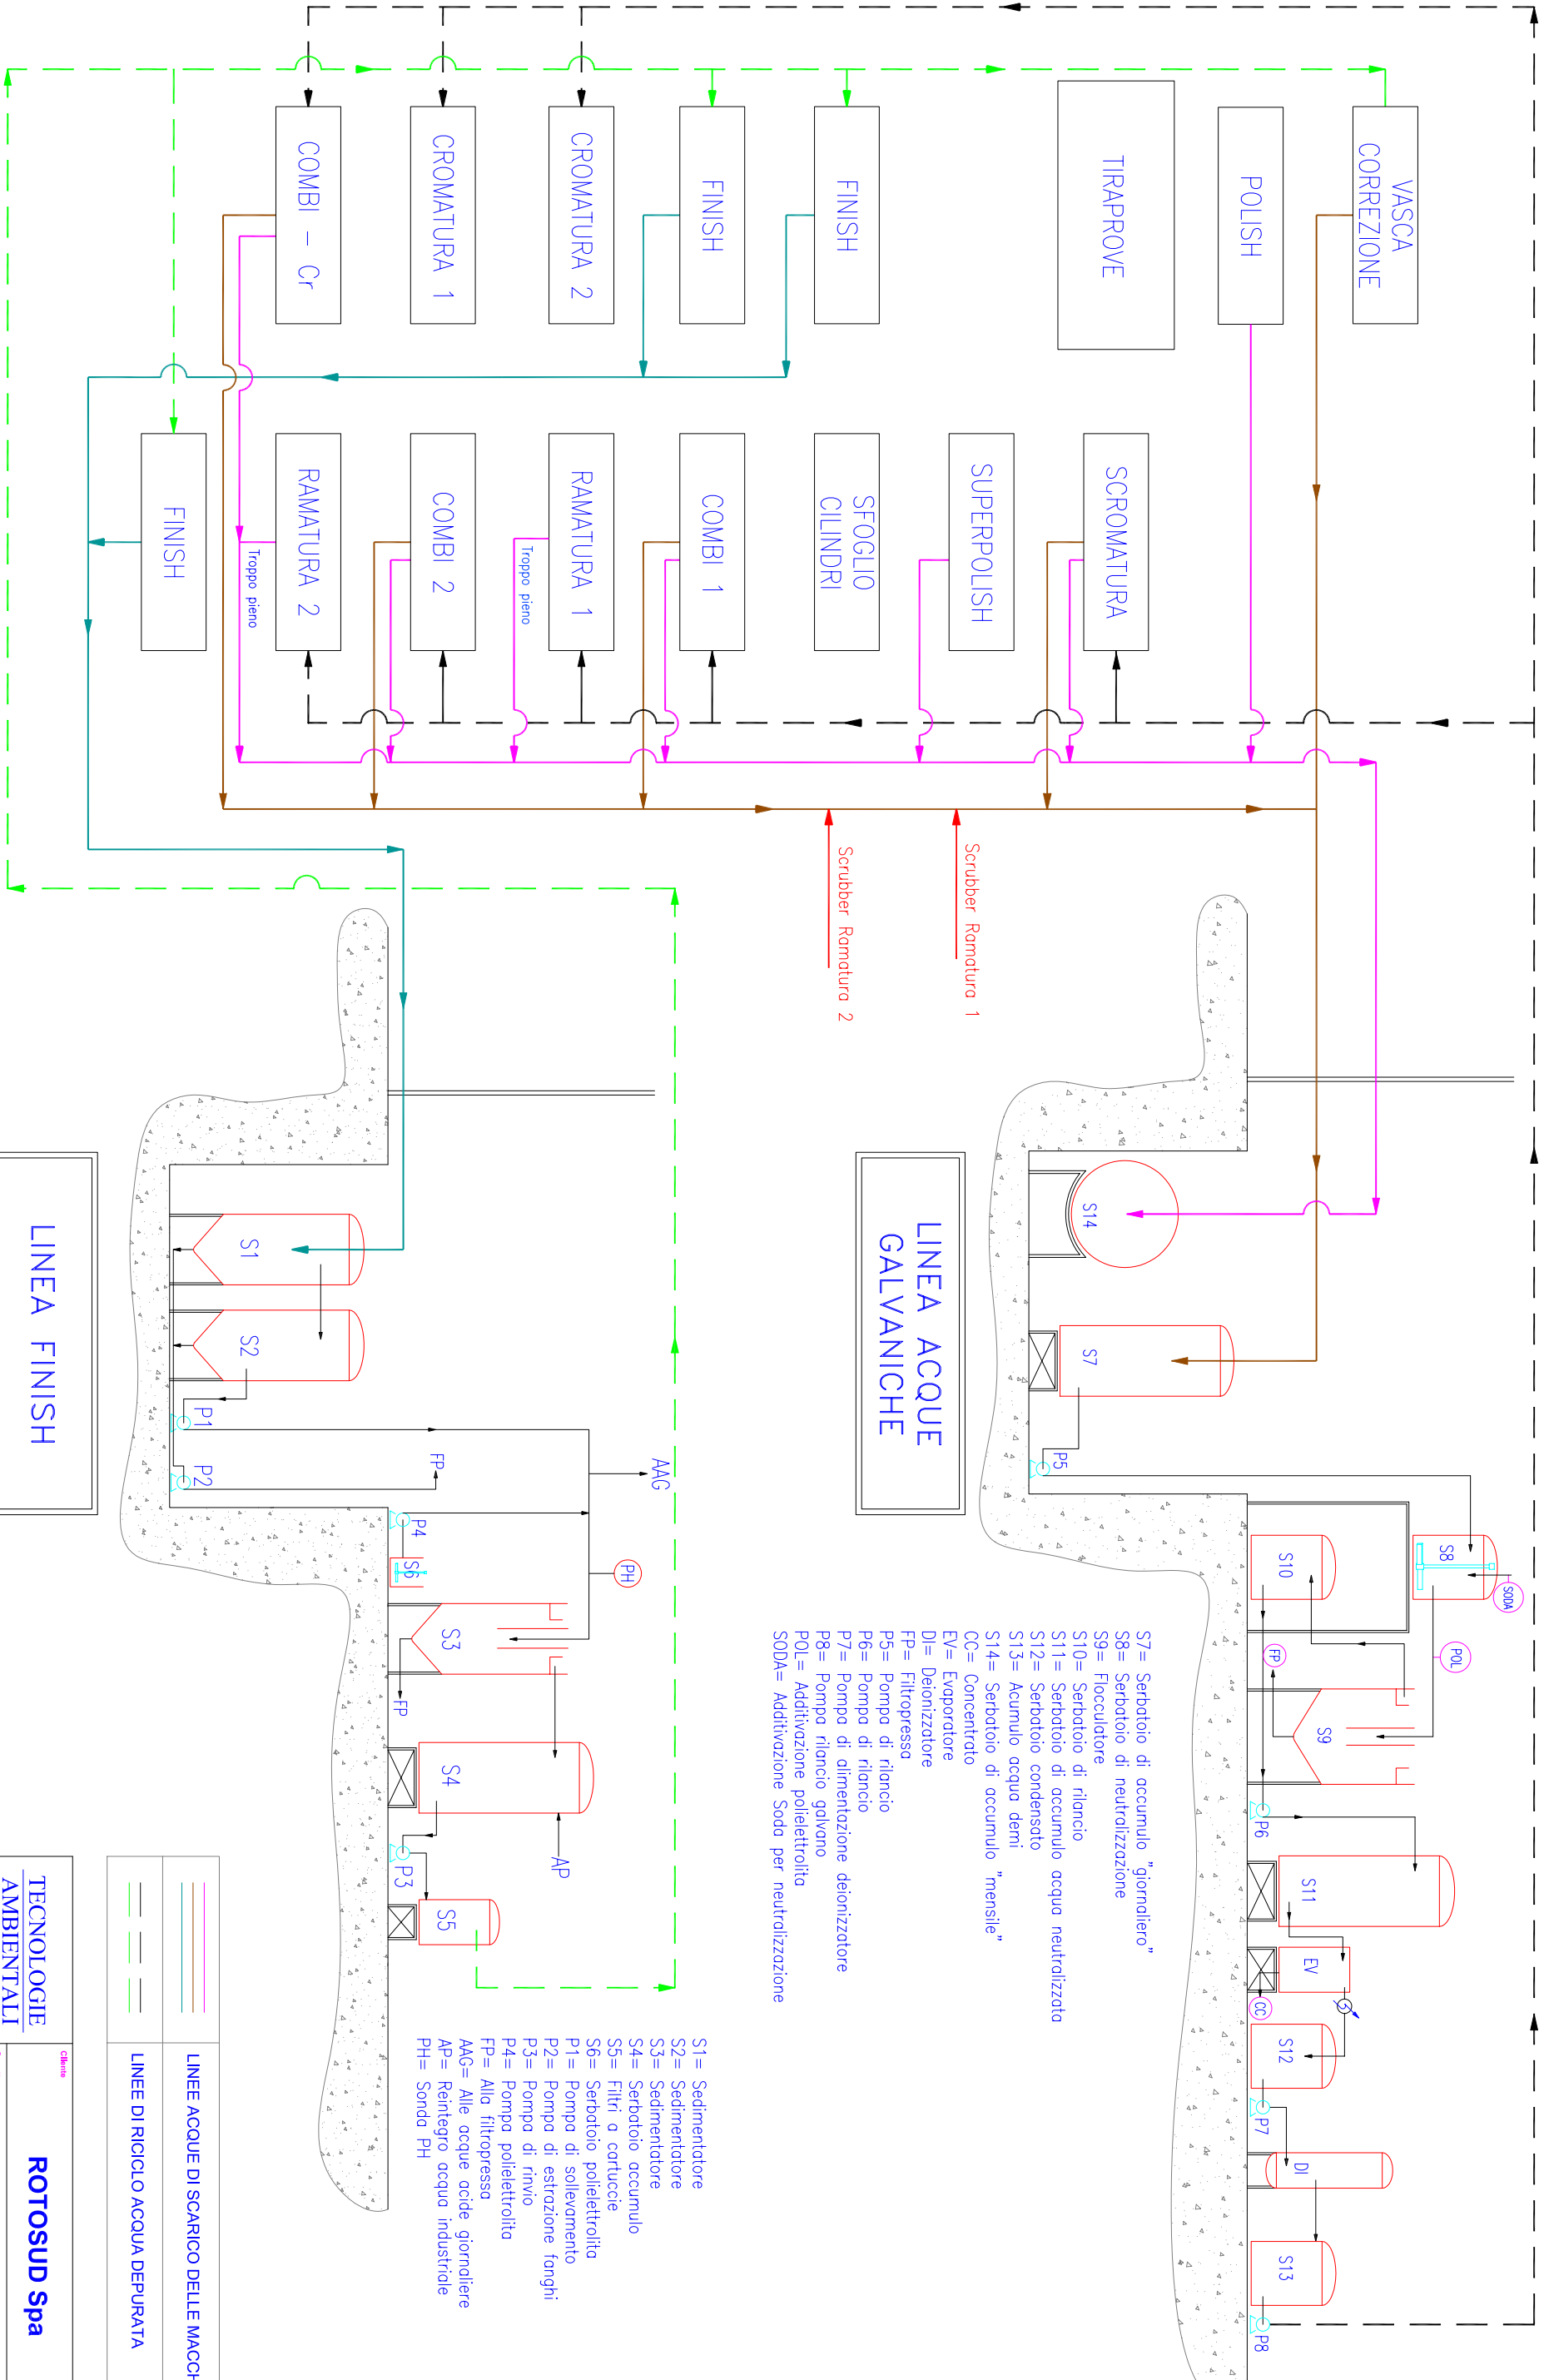 VASCA
CORREZIONE
POLISH
TIRAPROVE
FINISH
FINISH
CROMATURA 2
CROMATURA 1
COMBI - Cr
SCROMATURA
SUPERPOLISH
SFOGLIO
CILINDRI
COMBI 1
RAMATURA 1
Troppo pieno
COMBI 2
RAMATURA 2
Troppo pieno
FINISH
Scrubber Ramatura 1
Scrubber Ramatura 2
S14
S7
P5
S8
SODA
S10
POL
FP
S9
P6
S11
EV
CC
S12
P7
DI
S13
P8
LINEA ACQUE
GALVANICHE
S7= Serbatoio di accumulo "giornaliero"
S8= Serbatoio di neutralizzazione
S9= Flocculatore
S10= Serbatoio di rilancio
S11= Serbatoio di accumulo acqua neutralizzata
S12= Serbatoio condensato
S13= Acumulo acqua demi
S14= Serbatoio di accumulo "mensile"
CC= Concentrato
EV= Evaporatore
DI= Deionizzatore
FP= Filtropressa
P5= Pompa di rilancio
P6= Pompa di rilancio
P7= Pompa di alimentazione deionizzatore
P8= Pompa rilancio galvano
POL= Additivazione polielettrolita
SODA= Additivazione Soda per neutralizzazione
AAG
PH
FP
S1
S2
P1
P2
P4
S6
S3
FP
S4
AP
P3
S5
LINEA FINISH
S1= Sedimentatore
S2= Sedimentatore
S3= Sedimentatore
S4= Serbatoio accumulo
S5= Filtri a cartuccie
S6= Serbatoio polielettrolita
P1= Pompa di sollevamento
P2= Pompa di estrazione fanghi
P3= Pompa di rinvio
P4= Pompa polielettrolita
FP= Alla filtropressa
AAG= Alle acque acide giornaliere
AP= Reintegro acqua industriale
PH= Sonda PH
LINEE ACQUE DI SCARICO DELLE MACCH
LINEE DI RICICLO ACQUA DEPURATA
TECNOLOGIE
AMBIENTALI
Cliente
ROTOSUD Spa